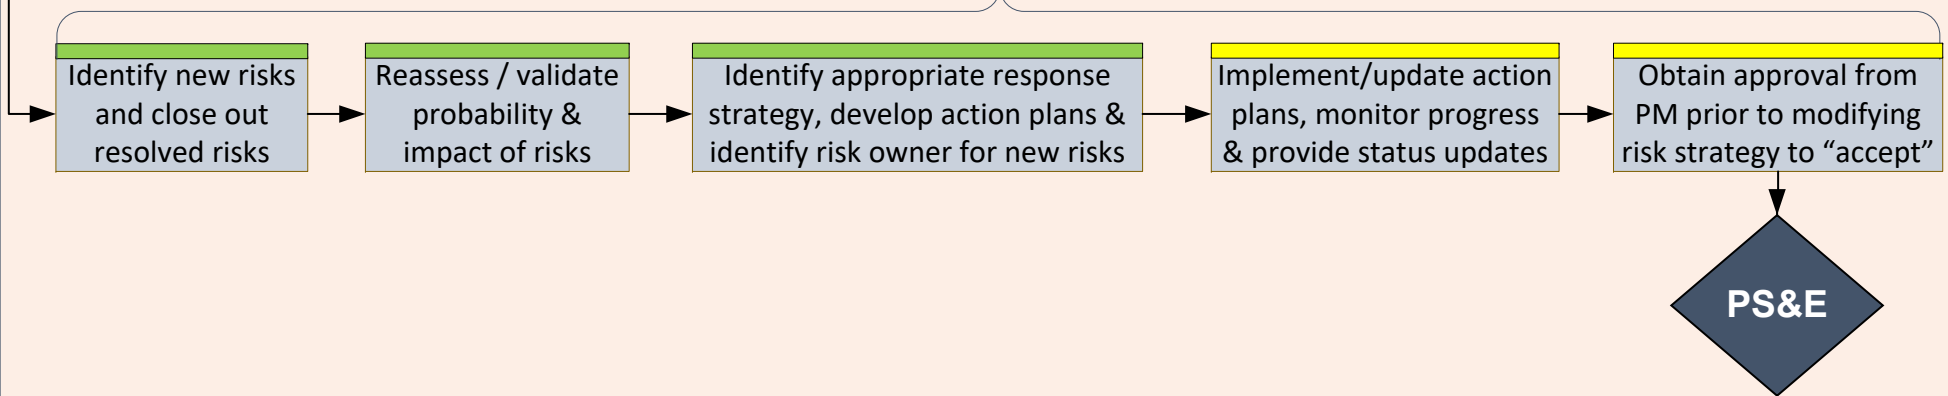 Identify new risks
and close out
resolved risks
Reassess / validate
probability &
impact of risks
Identify appropriate response
strategy, develop action plans &
identify risk owner for new risks
Implement/update action
plans, monitor progress
& provide status updates
Obtain approval from
PM prior to modifying
risk strategy to “accept”
PS&E